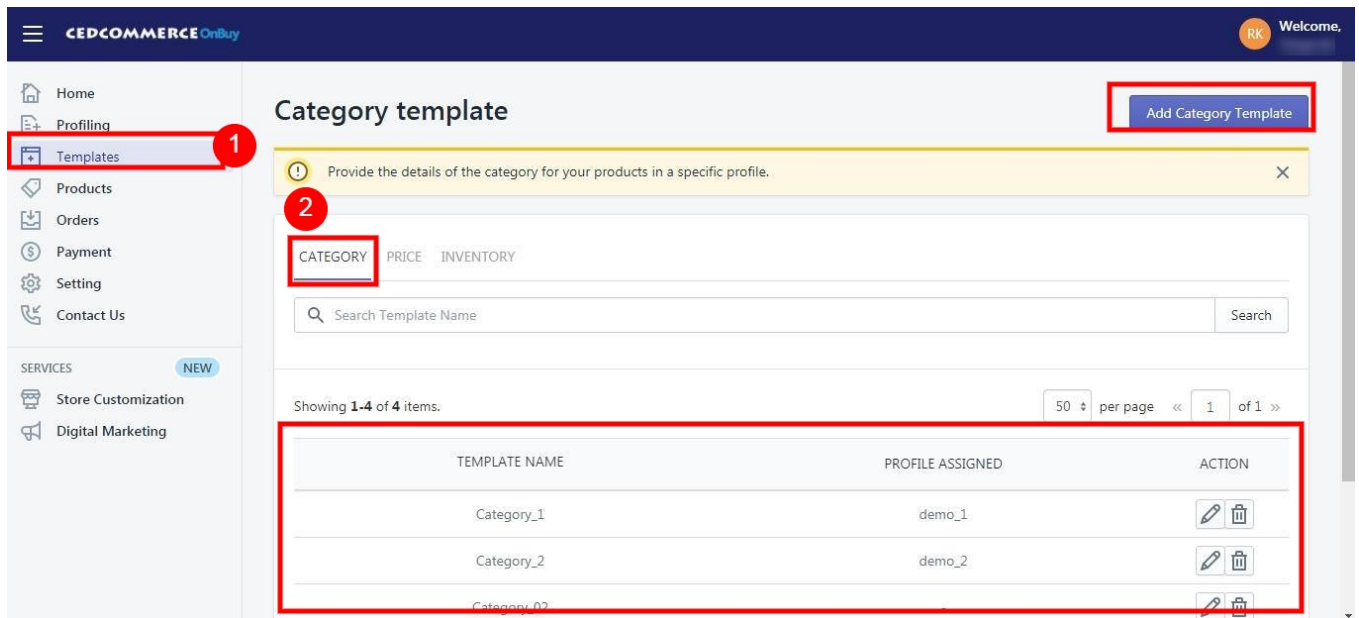 CEDCOMMERCE OnBuy
RK
Welcome,
Home
Profiling
Templates
1
Products
Orders
Payment
Setting
Contact Us
SERVICES NEW
Store Customization
Digital Marketing
Category template
Add Category Template
Provide the details of the category for your products in a specific profile.
2
CATEGORY PRICE INVENTORY
Search Template Name
Search
Showing 1-4 of 4 items.
50 per page « 1 of 1 »
TEMPLATE NAME PROFILE ASSIGNED ACTION
Category_1 demo_1
Category_2 demo_2
Category_02 -